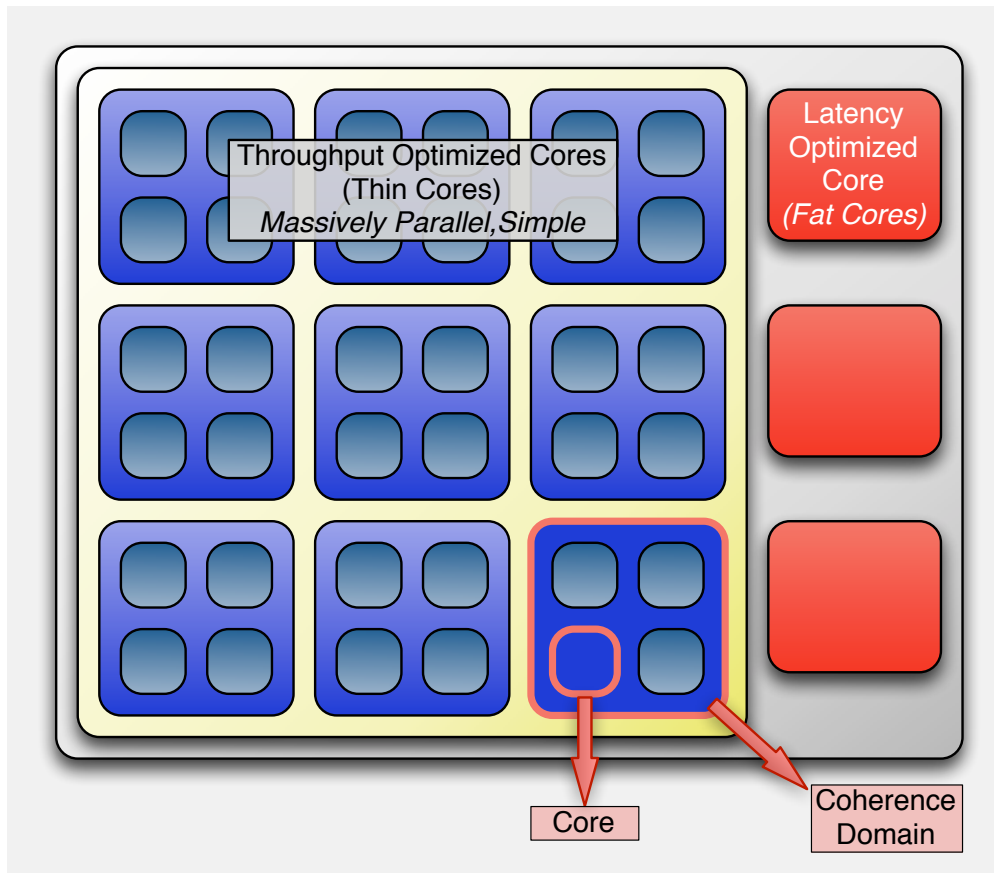 Throughput Optimized Cores
(Thin Cores)
Massively Parallel,Simple
Latency
Optimized
Core
(Fat Cores)
Core
Coherence
Domain